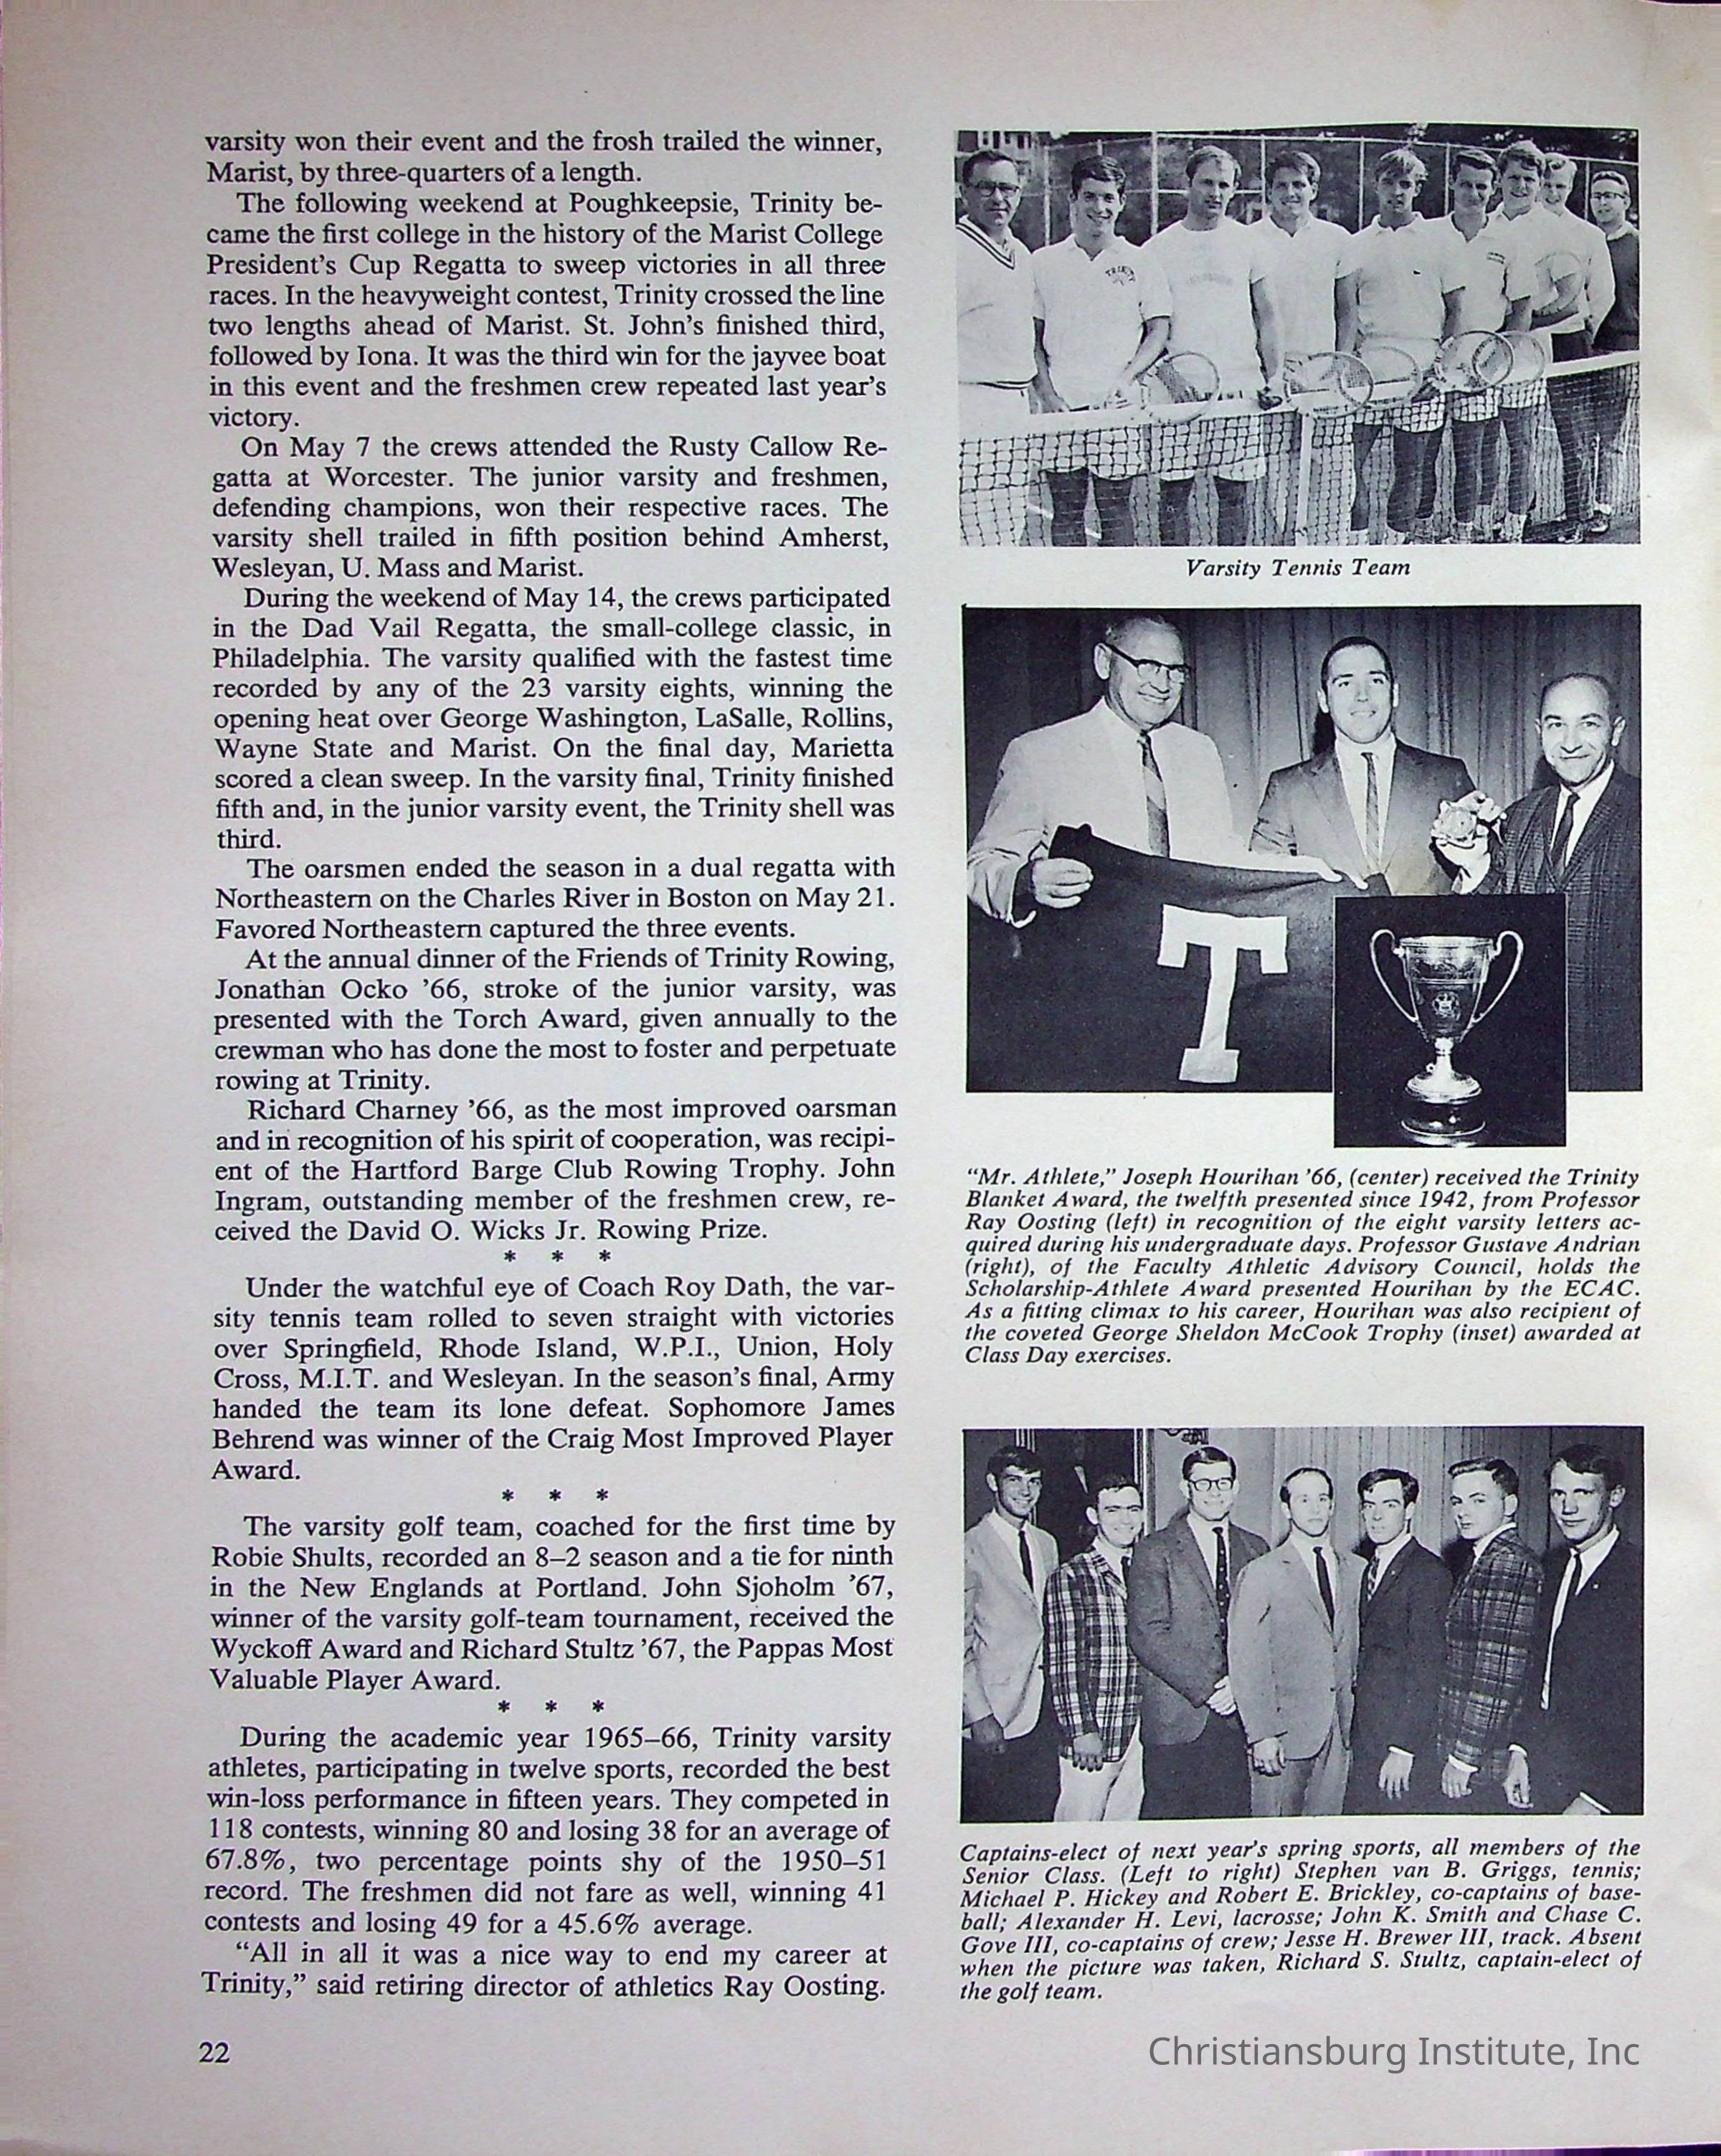 varsity won their event and the frosh trailed the winner,
Marist, by three-quarters of a length.
The following weekend at Poughkeepsie, Trinity be-
came the first college in the history of the Marist College
President's Cup Regatta to sweep victories in all three
races. In the heavyweight contest, Trinity crossed the line
two lengths ahead of Marist. St. John's finished third,
followed by Iona. It was the third win for the jayvee boat
in this event and the freshmen crew repeated last year's
victory.
On May 7 the crews attended the Rusty Callow Re-
gatta at Worcester. The junior varsity and freshmen,
defending champions, won their respective races. The
varsity shell trailed in fifth position behind Amherst,
Wesleyan, U. Mass and Marist.
During the weekend of May 14, the crews participated
in the Dad Vail Regatta, the small-college classic, in
Philadelphia. The varsity qualified with the fastest time
recorded by any of the 23 varsity eights, winning the
opening heat over George Washington, LaSalle, Rollins,
Wayne State and Marist. On the final day, Marietta
scored a clean sweep. In the varsity final, Trinity finished
fifth and, in the junior varsity event, the Trinity shell was
third.
The oarsmen ended the season in a dual regatta with
Northeastern on the Charles River in Boston on May 21.
Favored Northeastern captured the three events.
At the annual dinner of the Friends of Trinity Rowing,
Jonathan Ocko '66, stroke of the junior varsity, was
presented with the Torch Award, given annually to the
crewman who has done the most to foster and perpetuate
rowing at Trinity.
Richard Charney '66, as the most improved oarsman
and in recognition of his spirit of cooperation, was recipi-
ent of the Hartford Barge Club Rowing Trophy. John
Ingram, outstanding member of the freshmen crew, re-
ceived the David O. Wicks Jr. Rowing Prize.
* * *
Under the watchful eye of Coach Roy Dath, the var-
sity tennis team rolled to seven straight with victories
over Springfield, Rhode Island, W.P.I., Union, Holy
Cross, M.I.T. and Wesleyan. In the season's final, Army
handed the team its lone defeat. Sophomore James
Behrend was winner of the Craig Most Improved Player
Award.
* * *
The varsity golf team, coached for the first time by
Robie Shults, recorded an 8–2 season and a tie for ninth
in the New Englands at Portland. John Sjoholm '67,
winner of the varsity golf-team tournament, received the
Wyckoff Award and Richard Stultz '67, the Pappas Most
Valuable Player Award.
* * *
During the academic year 1965–66, Trinity varsity
athletes, participating in twelve sports, recorded the best
win-loss performance in fifteen years. They competed in
118 contests, winning 80 and losing 38 for an average of
67.8%, two percentage points shy of the 1950–51
record. The freshmen did not fare as well, winning 41
contests and losing 49 for a 45.6% average.
"All in all it was a nice way to end my career at
Trinity," said retiring director of athletics Ray Oosting.
22
TRINITY
Varsity Tennis Team
T
"Mr. Athlete," Joseph Hourihan '66, (center) received the Trinity
Blanket Award, the twelfth presented since 1942, from Professor
Ray Oosting (left) in recognition of the eight varsity letters ac-
quired during his undergraduate days. Professor Gustave Andrian
(right), of the Faculty Athletic Advisory Council, holds the
Scholarship-Athlete Award presented Hourihan by the ECAC.
As a fitting climax to his career, Hourihan was also recipient of
the coveted George Sheldon McCook Trophy (inset) awarded at
Class Day exercises.
Captains-elect of next year's spring sports, all members of the
Senior Class. (Left to right) Stephen van B. Griggs, tennis;
Michael P. Hickey and Robert E. Brickley, co-captains of base-
ball; Alexander H. Levi, lacrosse; John K. Smith and Chase C.
Gove III, co-captains of crew; Jesse H. Brewer III, track. Absent
when the picture was taken, Richard S. Stultz, captain-elect of
the golf team.
Christiansburg Institute, Inc